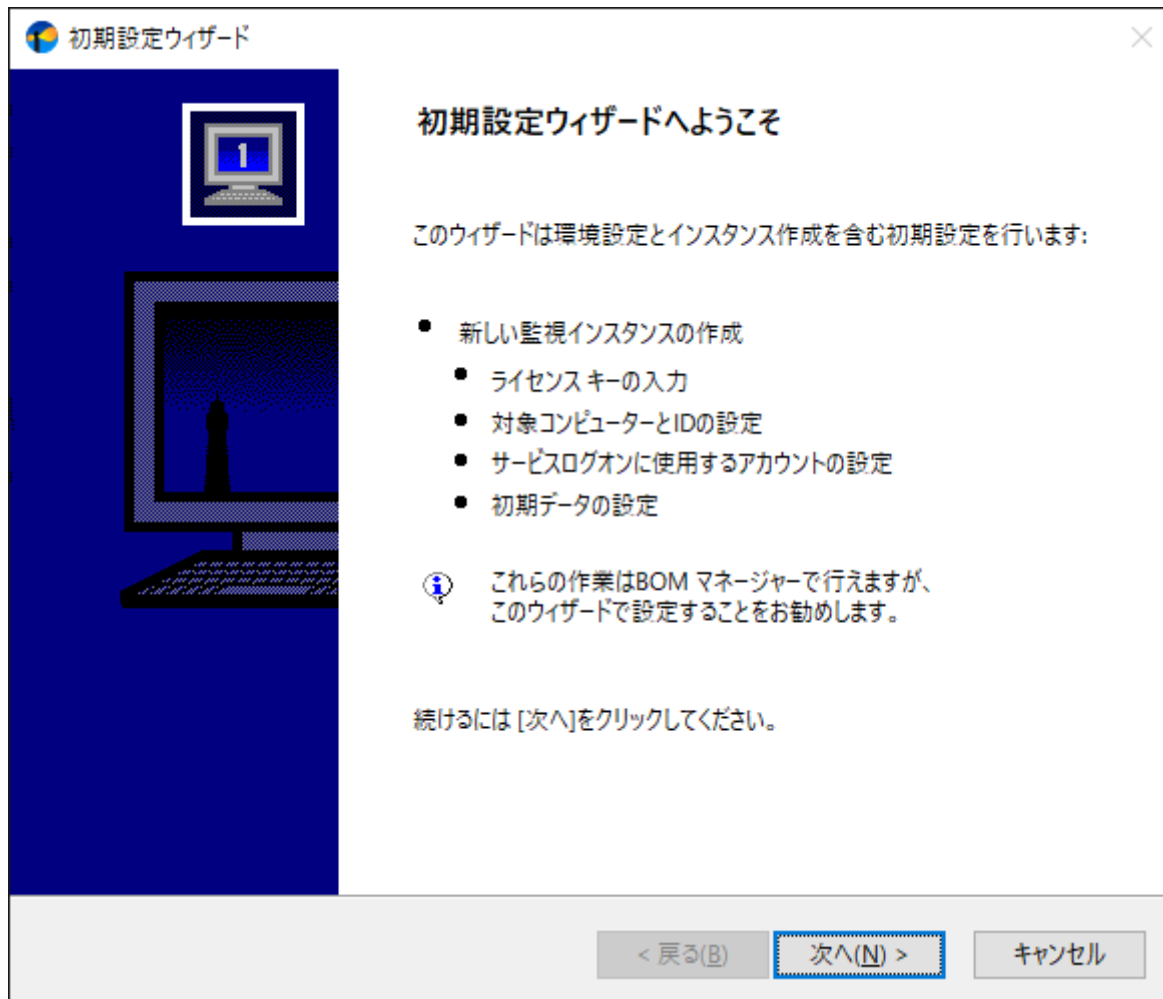 初期設定ウィザード
1
初期設定ウィザードへようこそ
このウィザードは環境設定とインスタンス作成を含む初期設定を行います:
● 新しい監視インスタンスの作成
● ライセンス キーの入力
● 対象コンピューターとIDの設定
● サービスログオンに使用するアカウントの設定
● 初期データの設定
これらの作業はBOM マネージャーで行えますが、
このウィザードで設定することをお勧めします。
続けるには [次へ]をクリックしてください。
< 戻る(B) 次へ(N) > キャンセル